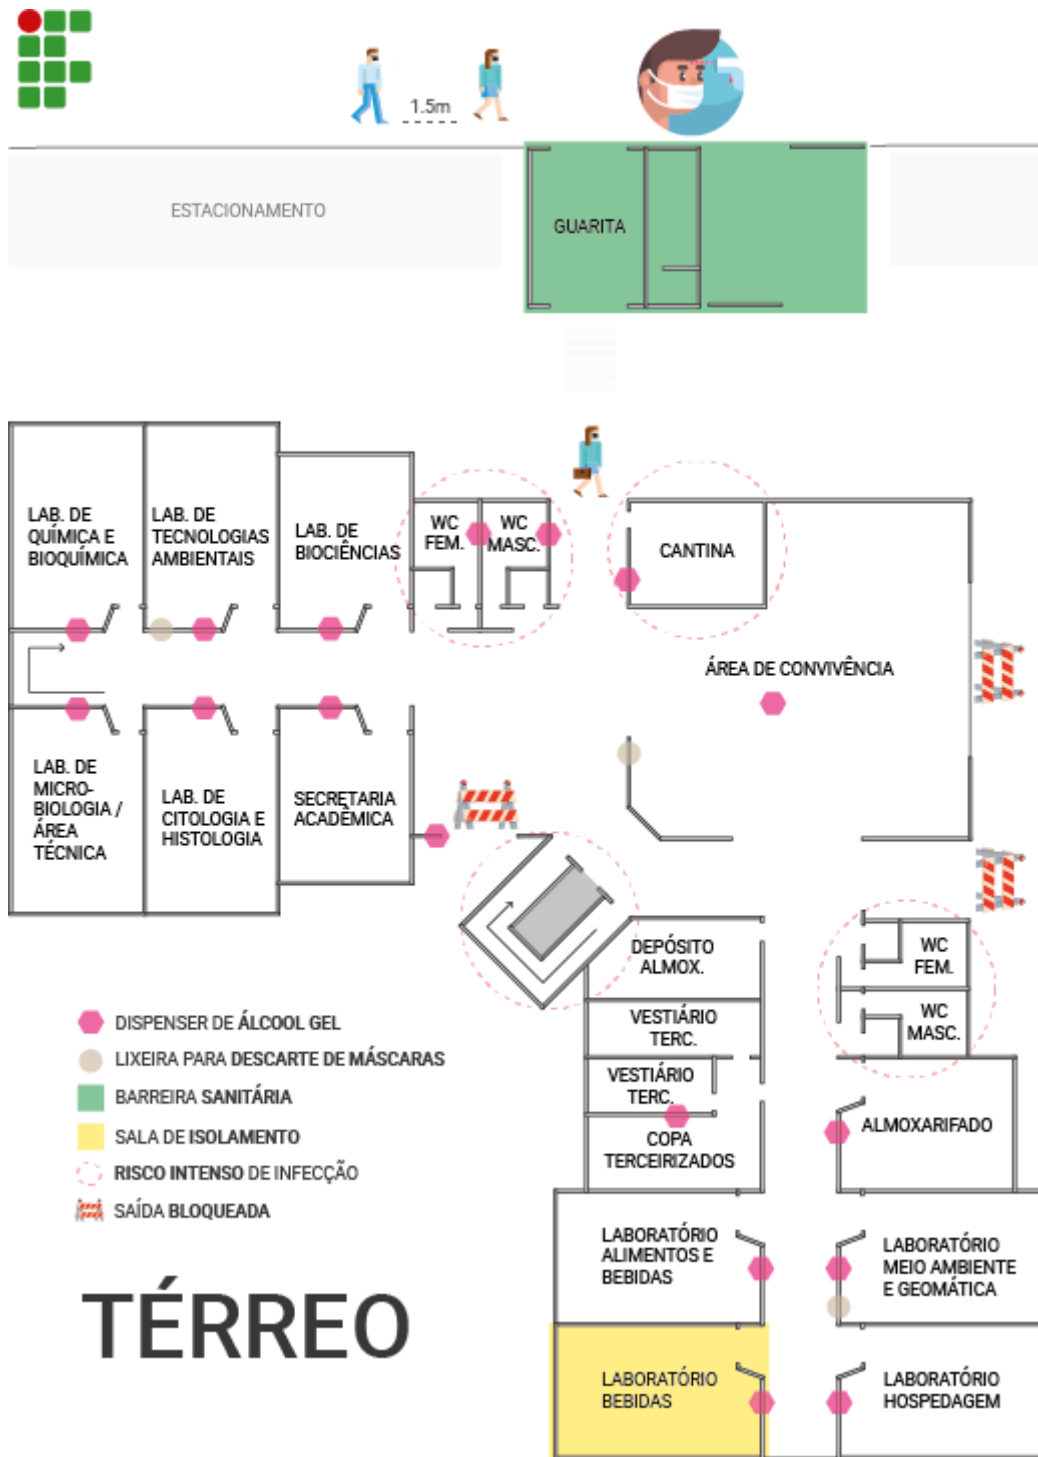 1.5m
ESTACIONAMENTO
GUARITA
LAB. DE
QUÍMICA E
BIOQUÍMICA
LAB. DE
TECNOLOGIAS
AMBIENTAIS
LAB. DE
BIOCIÊNCIAS
WC
FEM.
WC
MASC.
CANTINA
ÁREA DE CONVIVÊNCIA
LAB. DE
MICRO-
BIOLOGIA /
ÁREA
TÉCNICA
LAB. DE
CITOLOGIA E
HISTOLOGIA
SECRETARIA
ACADÊMICA
DEPÓSITO
ALMOX.
WC
FEM.
VESTIÁRIO
TERC.
WC
MASC.
VESTIÁRIO
TERC.
COPA
TERCEIRIZADOS
ALMOXARIFADO
DISPENSER DE ÁLCOOL GEL
LIXEIRA PARA DESCARTE DE MÁSCARAS
BARREIRA SANITÁRIA
SALA DE ISOLAMENTO
RISCO INTENSO DE INFECÇÃO
SAÍDA BLOQUEADA
LABORATÓRIO
ALIMENTOS E
BEBIDAS
LABORATÓRIO
MEIO AMBIENTE
E GEOMÁTICA
TÉRREO
LABORATÓRIO
BEBIDAS
LABORATÓRIO
HOSPEDAGEM